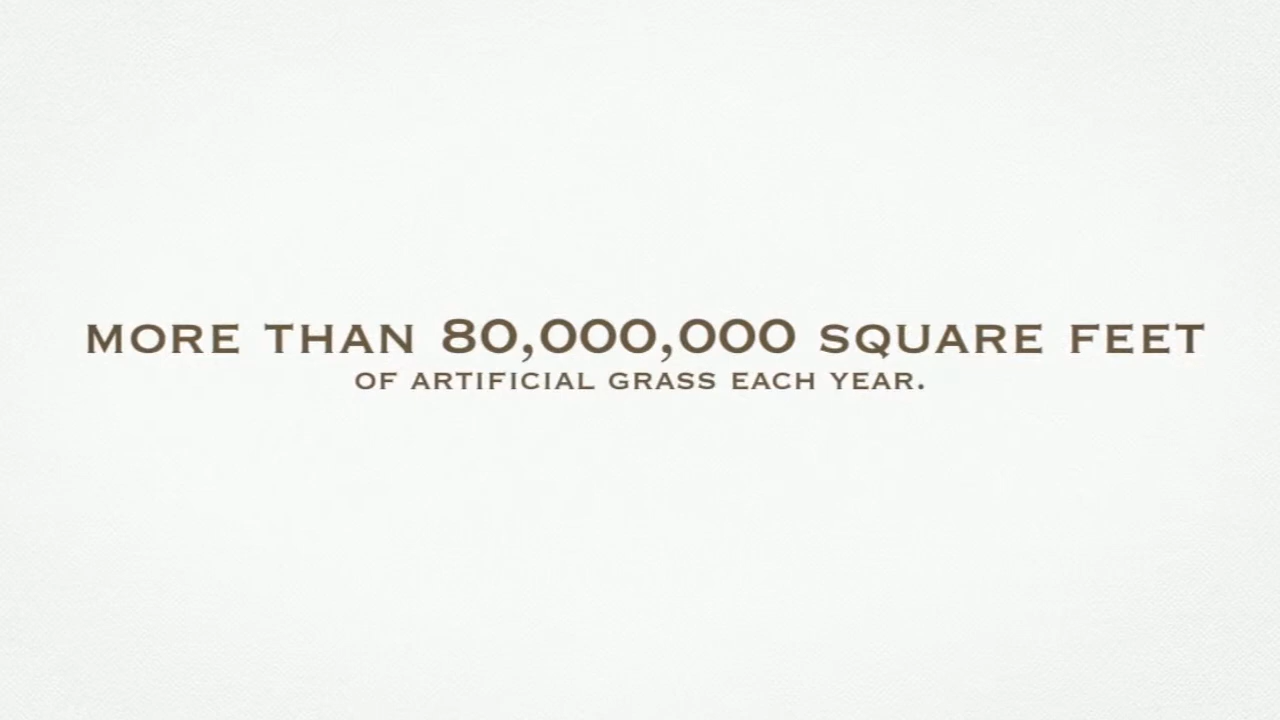 MORE THAN 80,000,000 SQUARE FEET
OF ARTIFICIAL GRASS EACH YEAR.